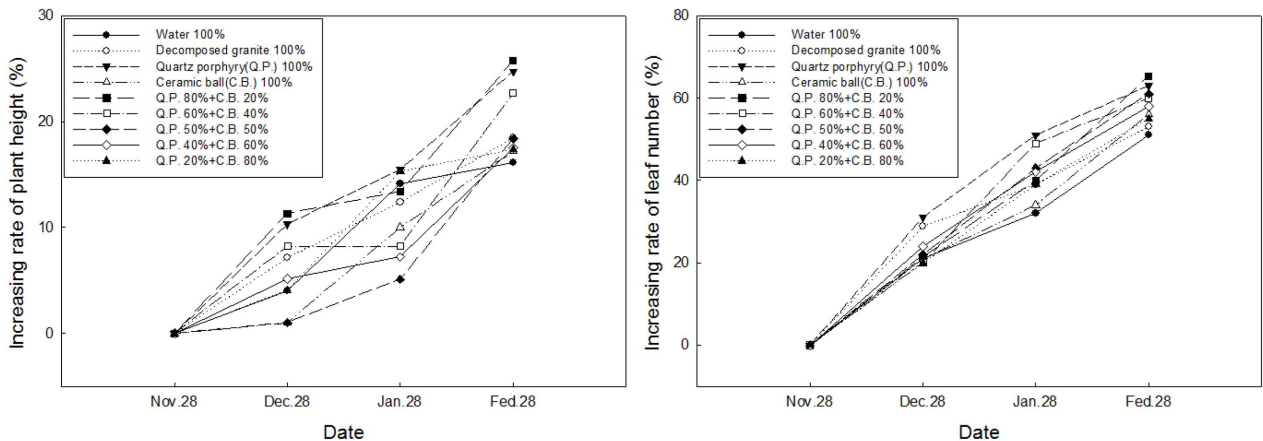 Increasing rate of plant height (%)
30
20
10
0
Water 100%
Decomposed granite 100%
Quartz porphyry(Q.P.) 100%
Ceramic ball(C.B.) 100%
Q.P. 80%+C.B. 20%
Q.P. 60%+C.B. 40%
Q.P. 50%+C.B. 50%
Q.P. 40%+C.B. 60%
Q.P. 20%+C.B. 80%
Nov.28 Dec.28 Jan.28 Fed.28
Date
Increasing rate of leaf number (%)
80
60
40
20
0
Water 100%
Decomposed granite 100%
Quartz porphyry(Q.P.) 100%
Ceramic ball(C.B.) 100%
Q.P. 80%+C.B. 20%
Q.P. 60%+C.B. 40%
Q.P. 50%+C.B. 50%
Q.P. 40%+C.B. 60%
Q.P. 20%+C.B. 80%
Nov.28 Dec.28 Jan.28 Fed.28
Date